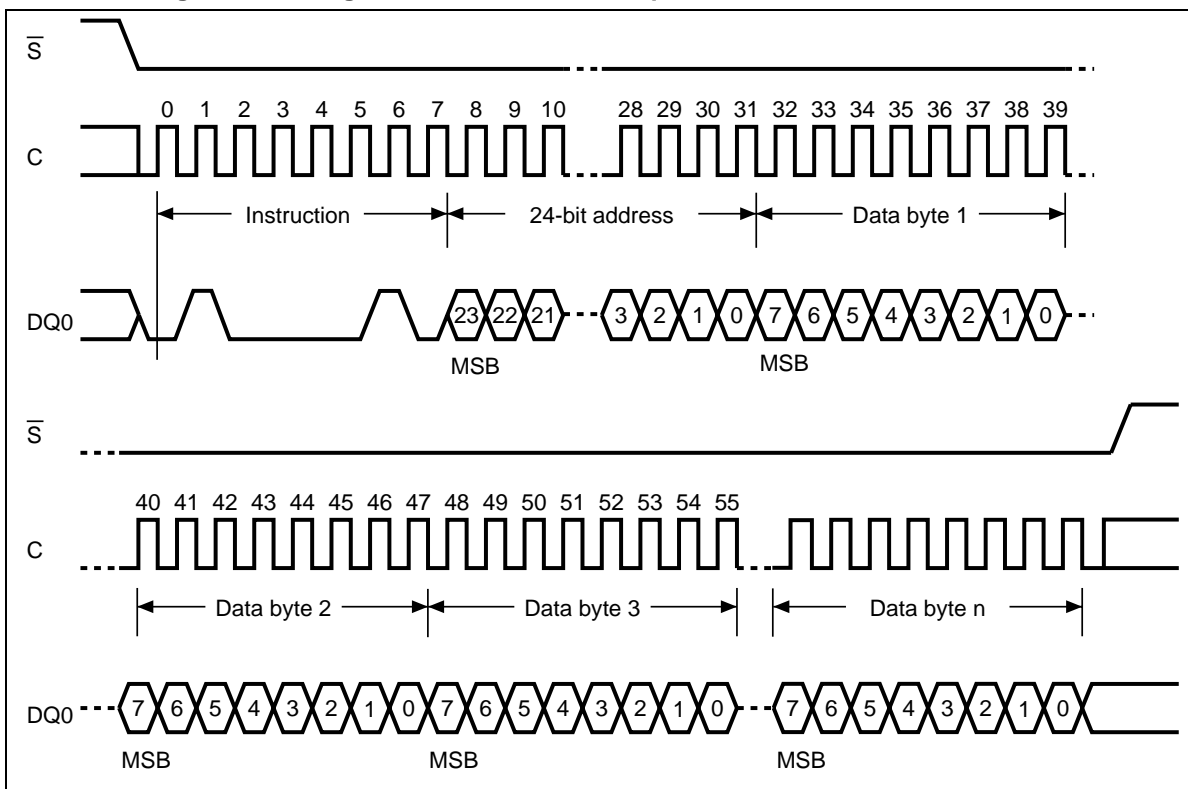 S
0 1 2 3 4 5 6 7 8 9 10 28 29 30 31 32 33 34 35 36 37 38 39
C
Instruction 24-bit address Data byte 1
DQ0 23 22 21 3 2 1 0 7 6 5 4 3 2 1 0
MSB MSB
S
40 41 42 43 44 45 46 47 48 49 50 51 52 53 54 55
C
Data byte 2 Data byte 3 Data byte n
DQ0 7 6 5 4 3 2 1 0 7 6 5 4 3 2 1 0 7 6 5 4 3 2 1 0
MSB MSB MSB